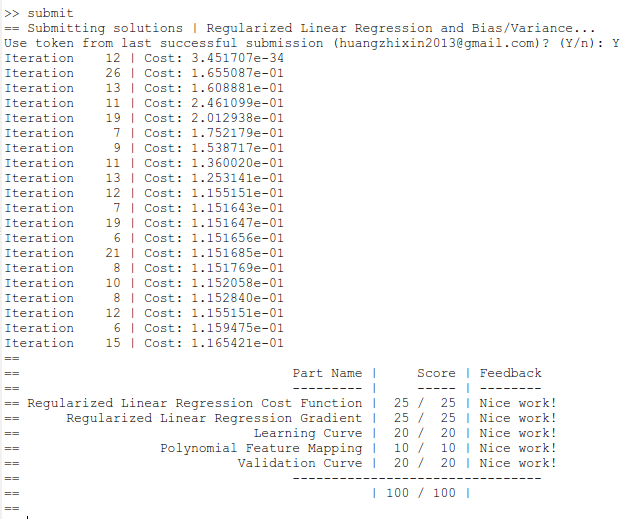 >> submit
== Submitting solutions | Regularized Linear Regression and Bias/Variance...
Use token from last successful submission (huangzhixin2013@gmail.com)? (Y/n): Y
Iteration    12 | Cost: 3.451707e-34
Iteration    26 | Cost: 1.655087e-01
Iteration    13 | Cost: 1.608881e-01
Iteration    11 | Cost: 2.461099e-01
Iteration    19 | Cost: 2.012938e-01
Iteration     7 | Cost: 1.752179e-01
Iteration     9 | Cost: 1.538717e-01
Iteration    11 | Cost: 1.360020e-01
Iteration    13 | Cost: 1.253141e-01
Iteration    12 | Cost: 1.155151e-01
Iteration     7 | Cost: 1.151643e-01
Iteration    19 | Cost: 1.151647e-01
Iteration     6 | Cost: 1.151656e-01
Iteration    21 | Cost: 1.151685e-01
Iteration     8 | Cost: 1.151769e-01
Iteration    10 | Cost: 1.152058e-01
Iteration     8 | Cost: 1.152840e-01
Iteration    12 | Cost: 1.155151e-01
Iteration     6 | Cost: 1.159475e-01
Iteration    15 | Cost: 1.165421e-01
==
==                                   Part Name |     Score | Feedback
==                                   --------- |     ----- | --------
== Regularized Linear Regression Cost Function |  25 /  25 | Nice work!
==      Regularized Linear Regression Gradient |  25 /  25 | Nice work!
==                              Learning Curve |  20 /  20 | Nice work!
==                  Polynomial Feature Mapping |  10 /  10 | Nice work!
==                            Validation Curve |  20 /  20 | Nice work!
==                                   --------------------------------
==                                             | 100 / 100 |
==